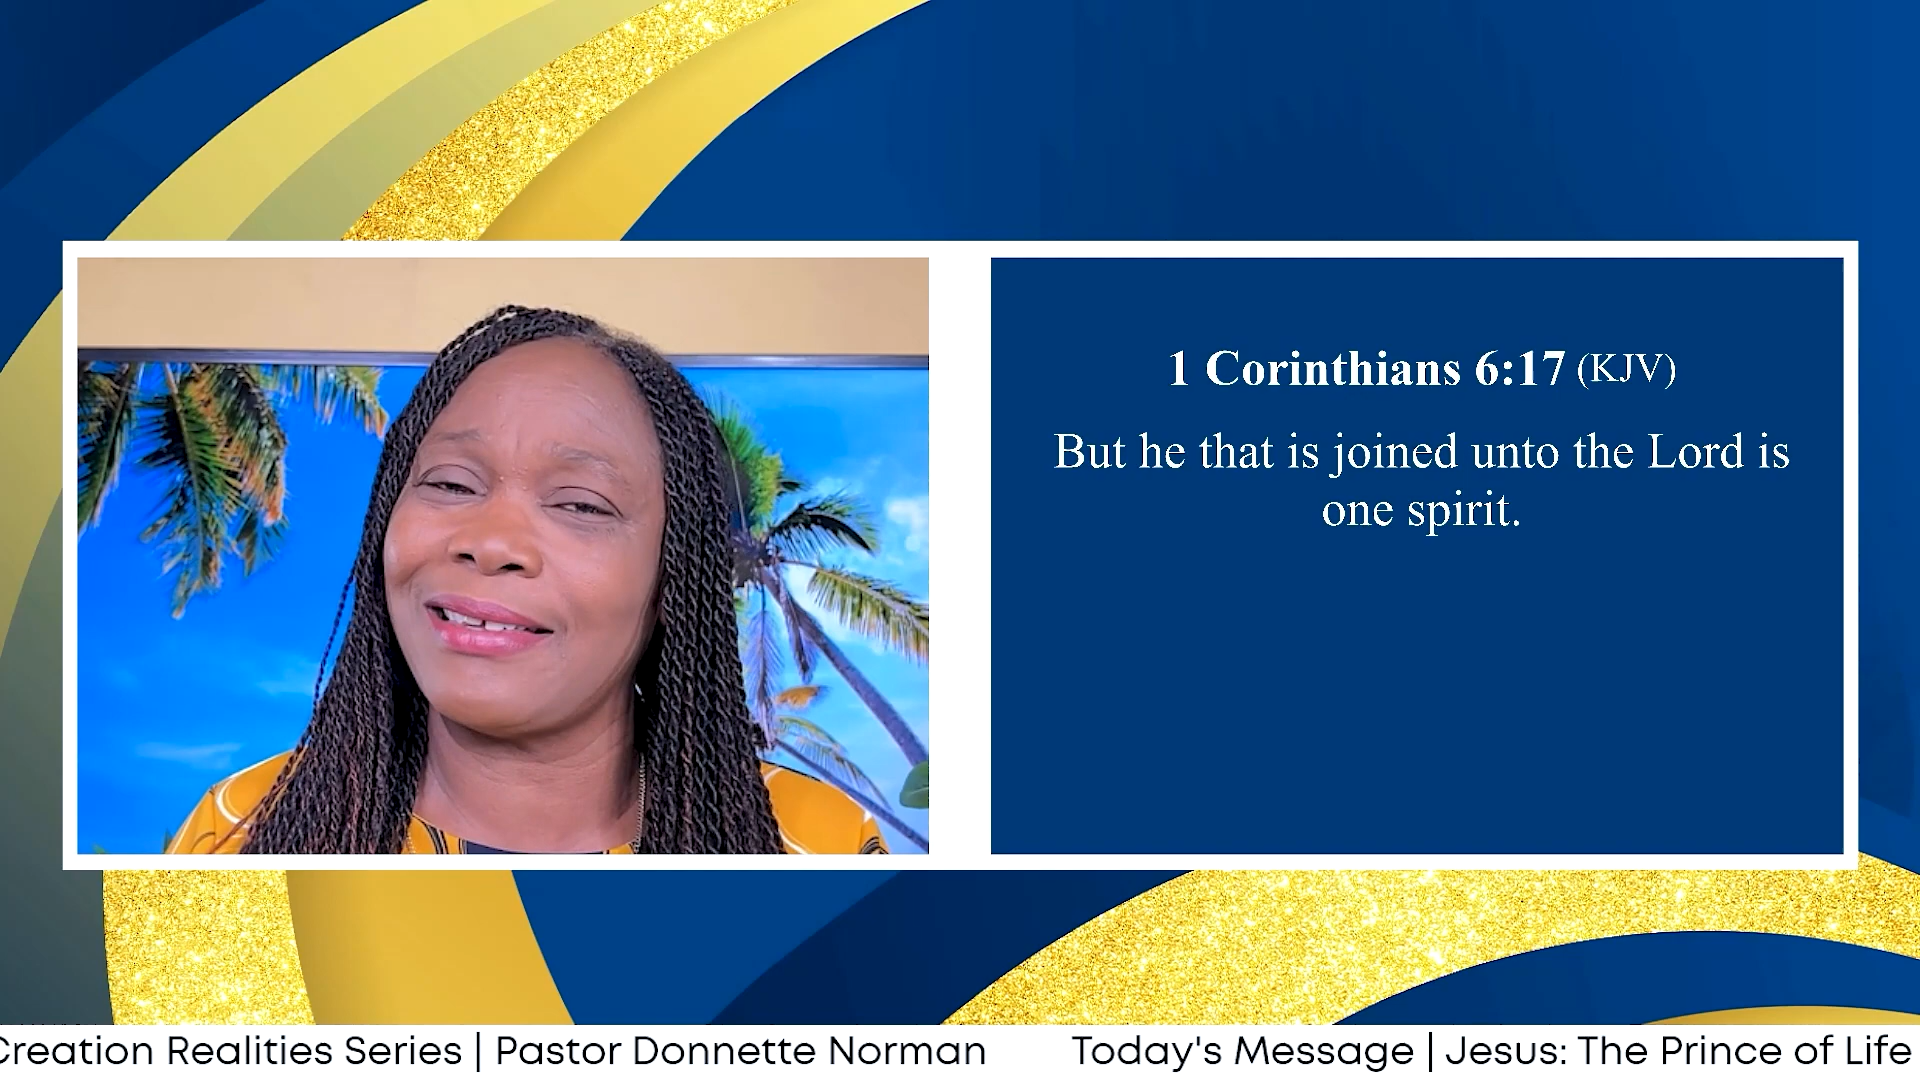 1 Corinthians 6:17 (KJV)
But he that is joined unto the Lord is
one spirit.
Creation Realities Series | Pastor Donnette Norman Today's Message | Jesus: The Prince of Life